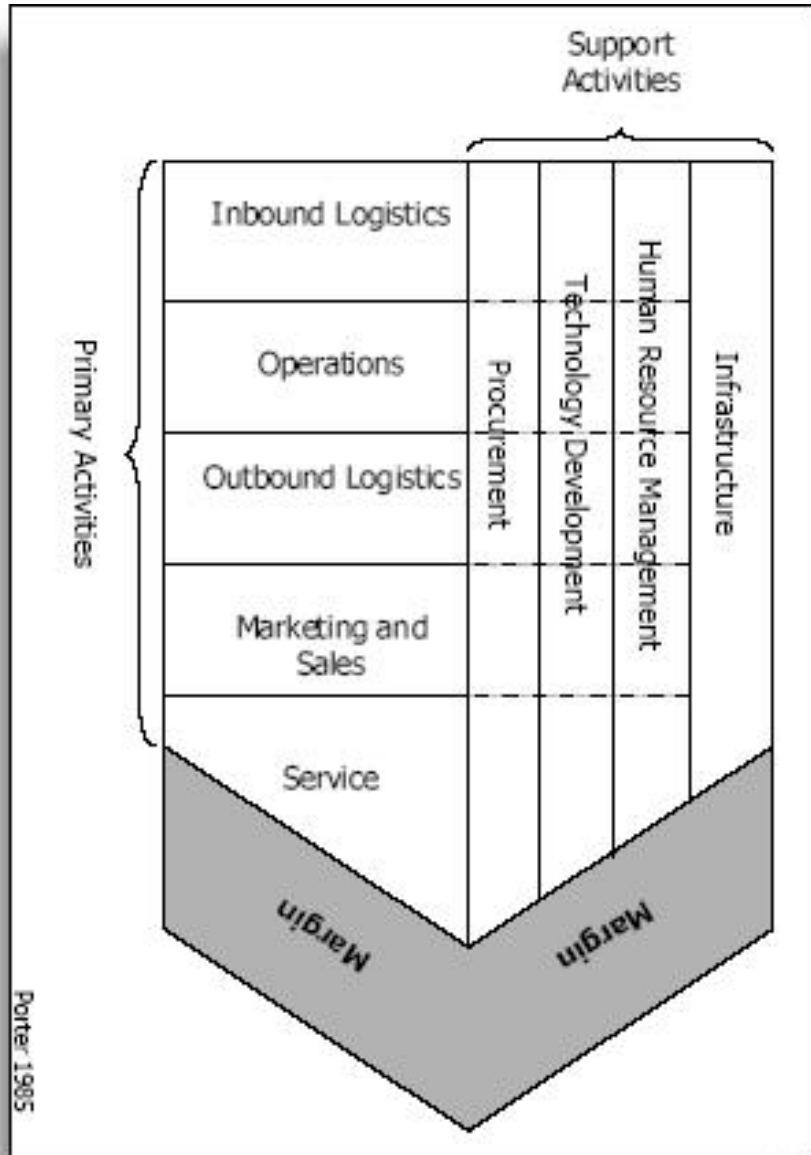 Support
Activities
Primary Activities
Inbound Logistics
Operations
Outbound Logistics
Marketing and
Sales
Service
Procurement
Technology Development
Human Resource Management
Infrastructure
Margin
Margin
Porter 1985